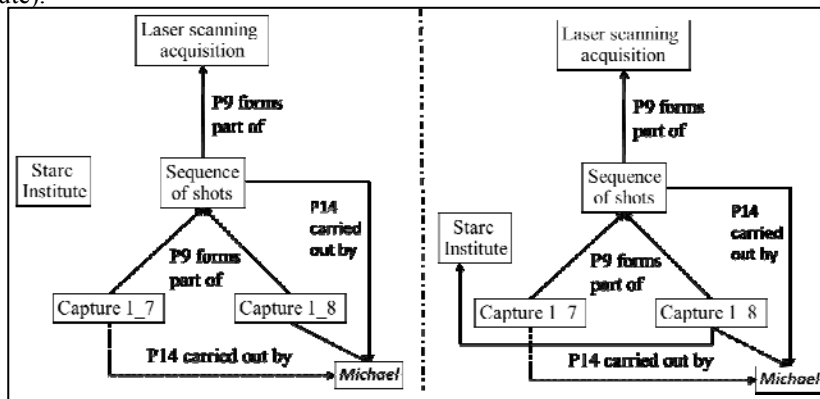 ate).
Laser scanning
acquisition
P9 forms
part of
Starc
Institute
Sequence
of shots
P14
carried
out by
P9 forms
part of
Capture 1_7
Capture 1_8
P14 carried out by
Michael
Laser scanning
acquisition
P9 forms
part of
Sequence
of shots
Starc
Institute
P14
carried
out by
P9 forms
part of
Capture 1_7
Capture 1_8
P14 carried out by
Michael